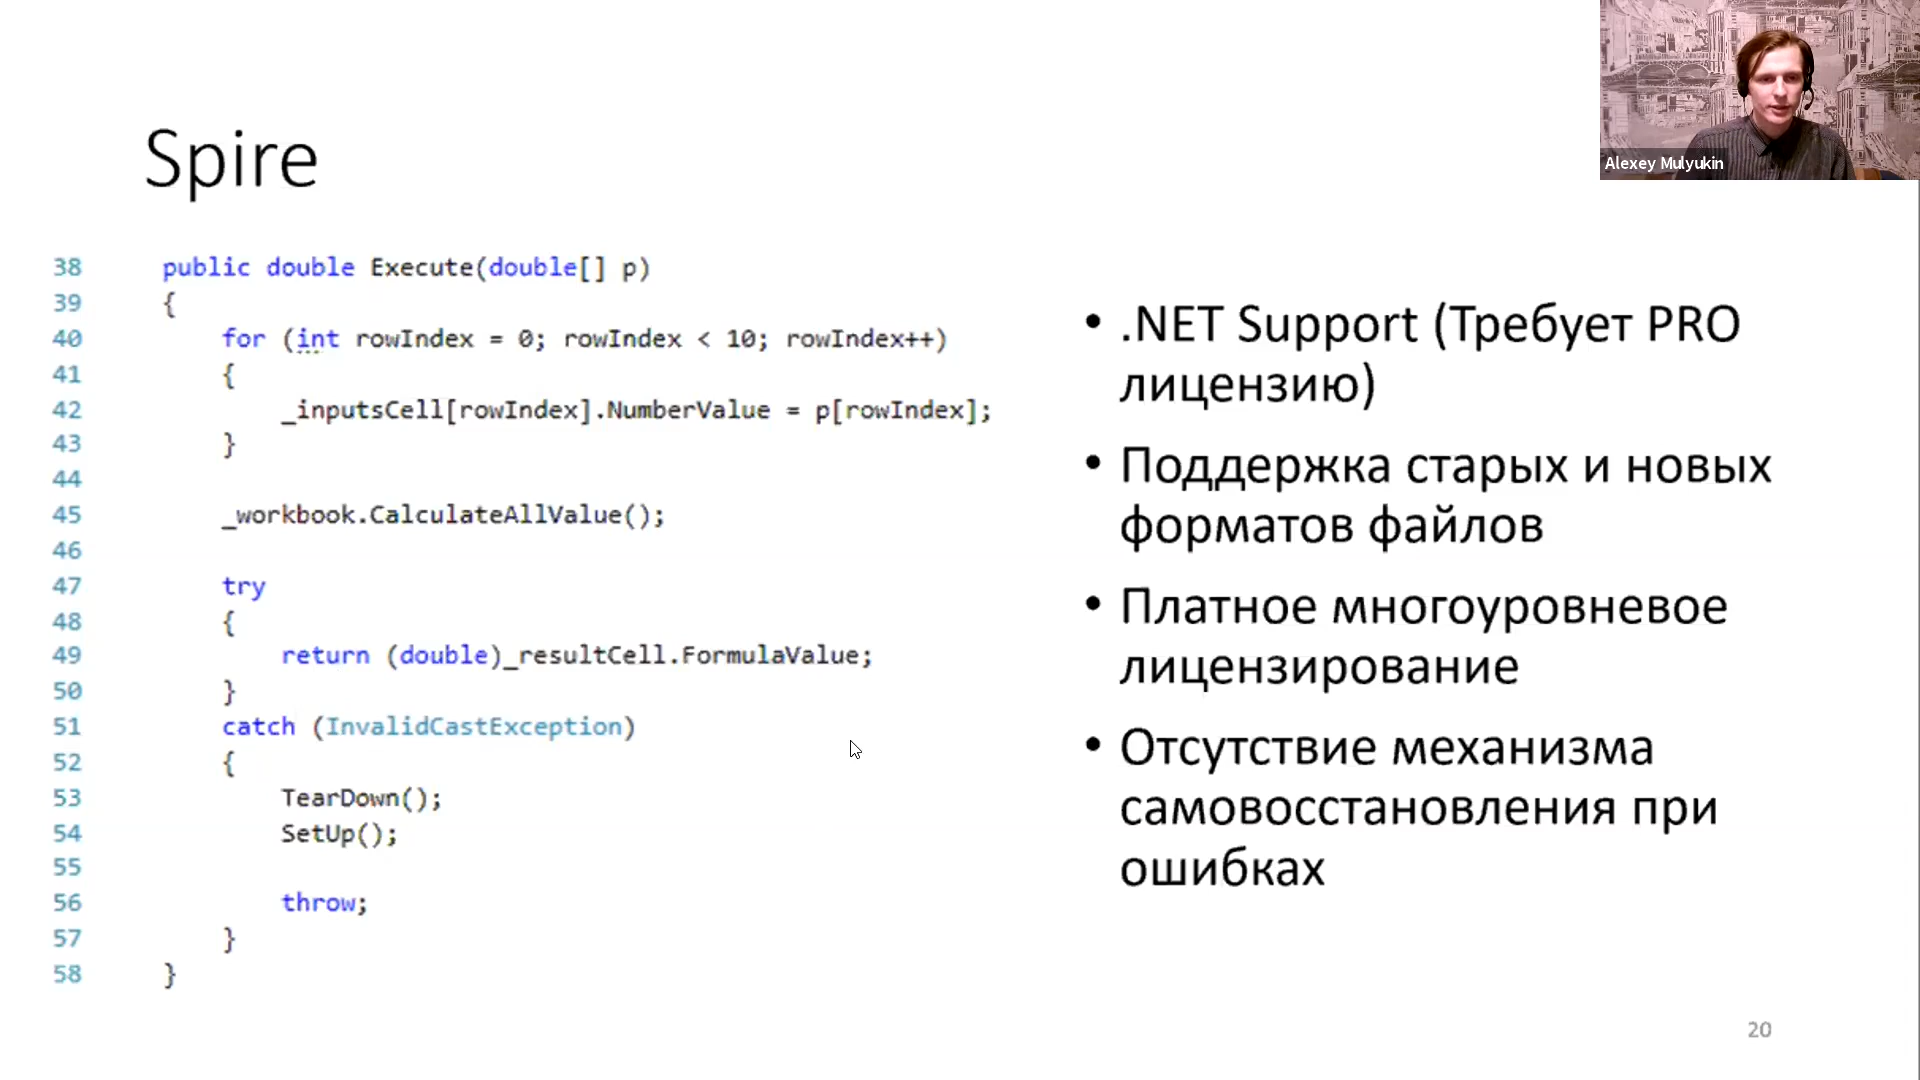 Spire
38 public double Execute(double[] p)
39 {
40 for (int rowIndex = 0; rowIndex < 10; rowIndex++)
41 {
42 _inputsCell[rowIndex].NumberValue = p[rowIndex];
43 }
44
45 _workbook.CalculateAllValue();
46
47 try
48 {
49 return (double)_resultCell.FormulaValue;
50 }
51 catch (InvalidCastException)
52 {
53 TearDown();
54 SetUp();
55
56 throw;
57 }
58 }
• .NET Support (Требует PRO
лицензию)
• Поддержка старых и новых
форматов файлов
• Платное многоуровневое
лицензирование
• Отсутствие механизма
самовосстановления при
ошибках
Alexey Mulyukin
20